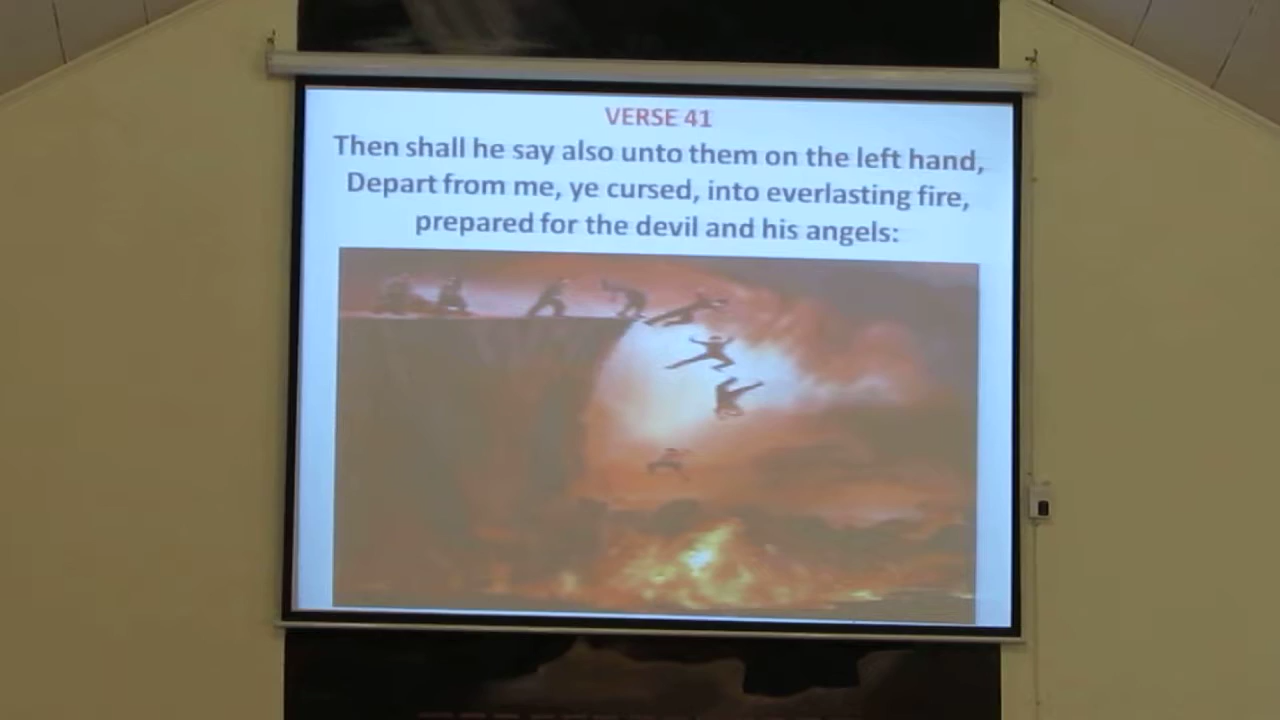 VERSE 41
Then shall he say also unto them on the left hand,
Depart from me, ye cursed, into everlasting fire,
prepared for the devil and his angels: